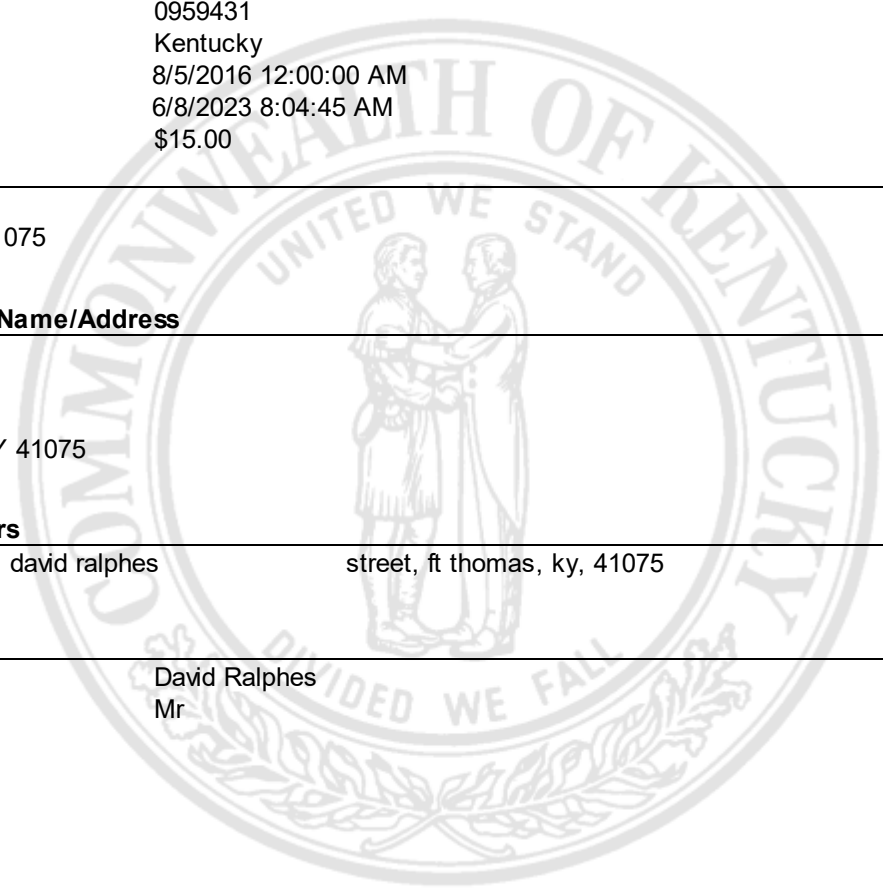 0959431
Kentucky
8/5/2016 12:00:00 AM
6/8/2023 8:04:45 AM
$15.00
COMMONWEALTH OF KENTUCKY
UNITED WE STAND
075
Name/Address
41075
rs
david ralphes street, ft thomas, ky, 41075
DIVIDED WE FALL
David Ralphes
Mr